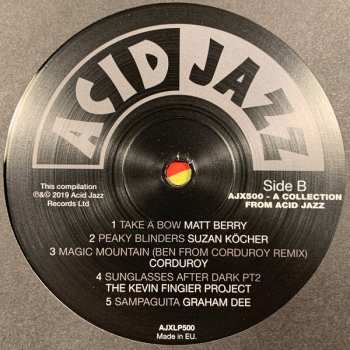 ACID JAZZ
This compilation
℗&© 2019 Acid Jazz
Records Ltd
Side B
AJX500 - A COLLECTION
FROM ACID JAZZ
1 TAKE A BOW MATT BERRY
2 PEAKY BLINDERS SUZAN KÖCHER
3 MAGIC MOUNTAIN (BEN FROM CORDUROY REMIX)
CORDUROY
4 SUNGLASSES AFTER DARK PT2
THE KEVIN FINGIER PROJECT
5 SAMPAGUITA GRAHAM DEE
AJXLP500
Made in EU.